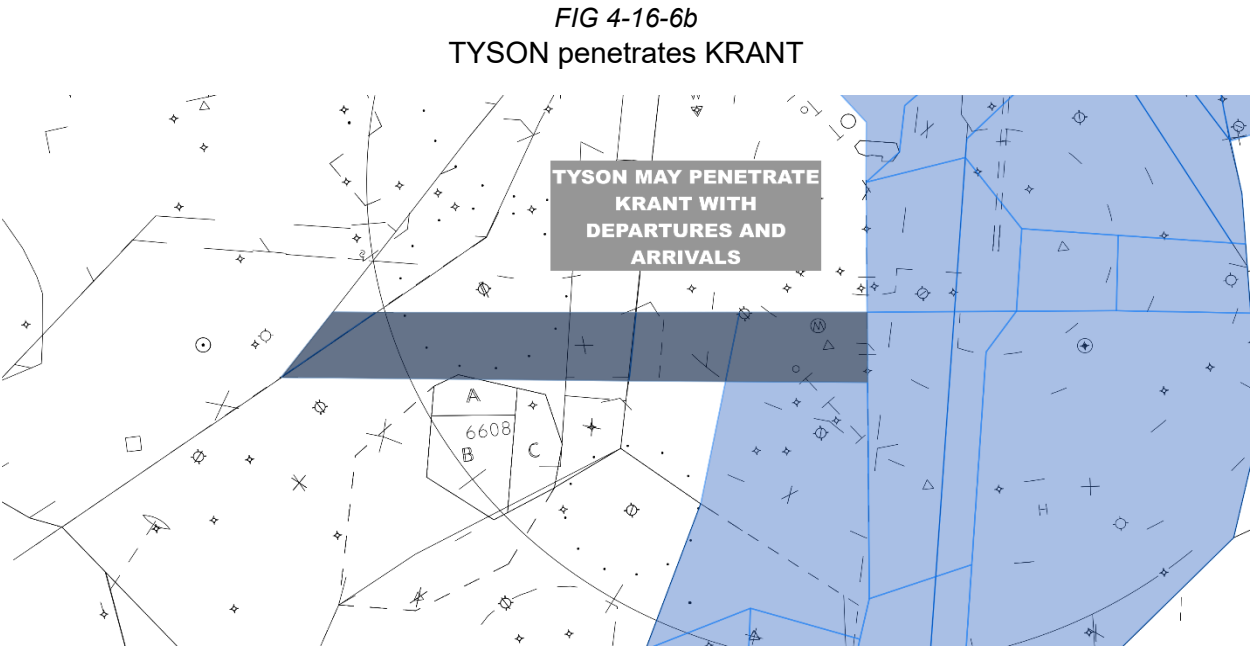 FIG 4-16-6b
TYSON penetrates KRANT
TYSON MAY PENETRATE
KRANT WITH
DEPARTURES AND
ARRIVALS
M
A
6608
B
C
H